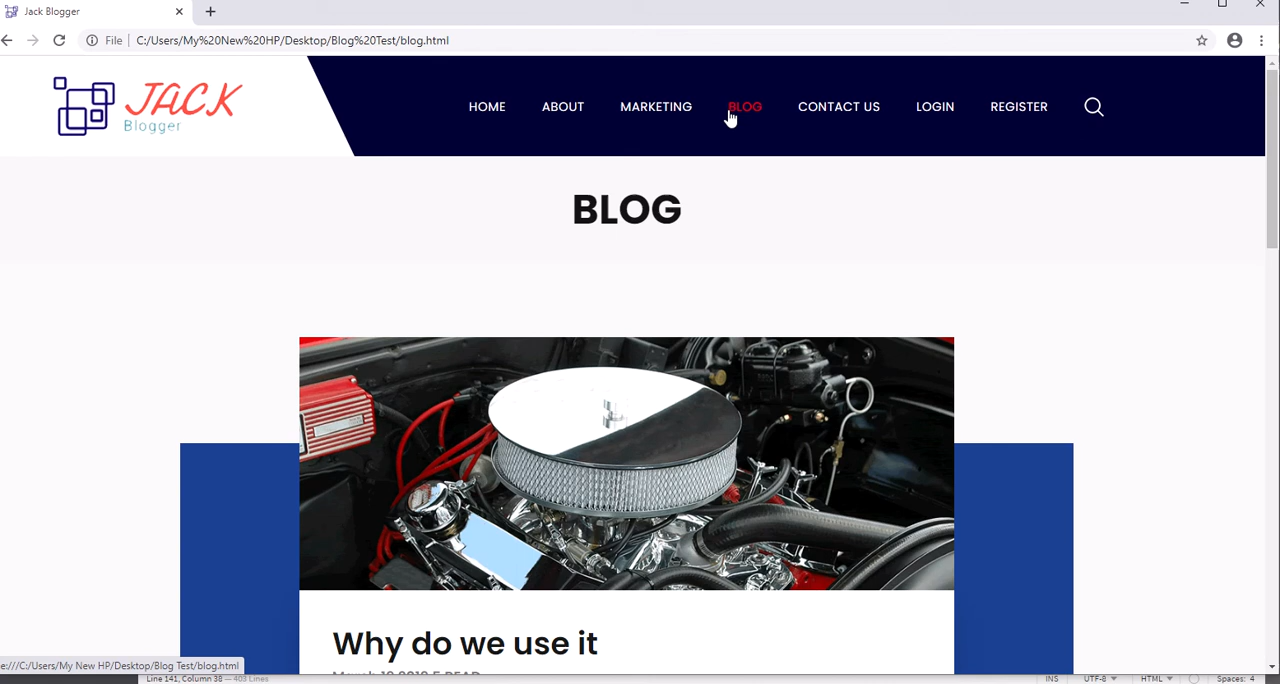 Jack Blogger
File C:/Users/My%20New%20HP/Desktop/Blog%20Test/blog.html
JACK
Blogger
HOME ABOUT MARKETING BLOG CONTACT US LOGIN REGISTER
BLOG
Why do we use it
e:///C:/Users/My New HP/Desktop/Blog Test/blog.html
Line 141, Column 38 — 403 Lines INS UTF-8 HTML Spaces: 4